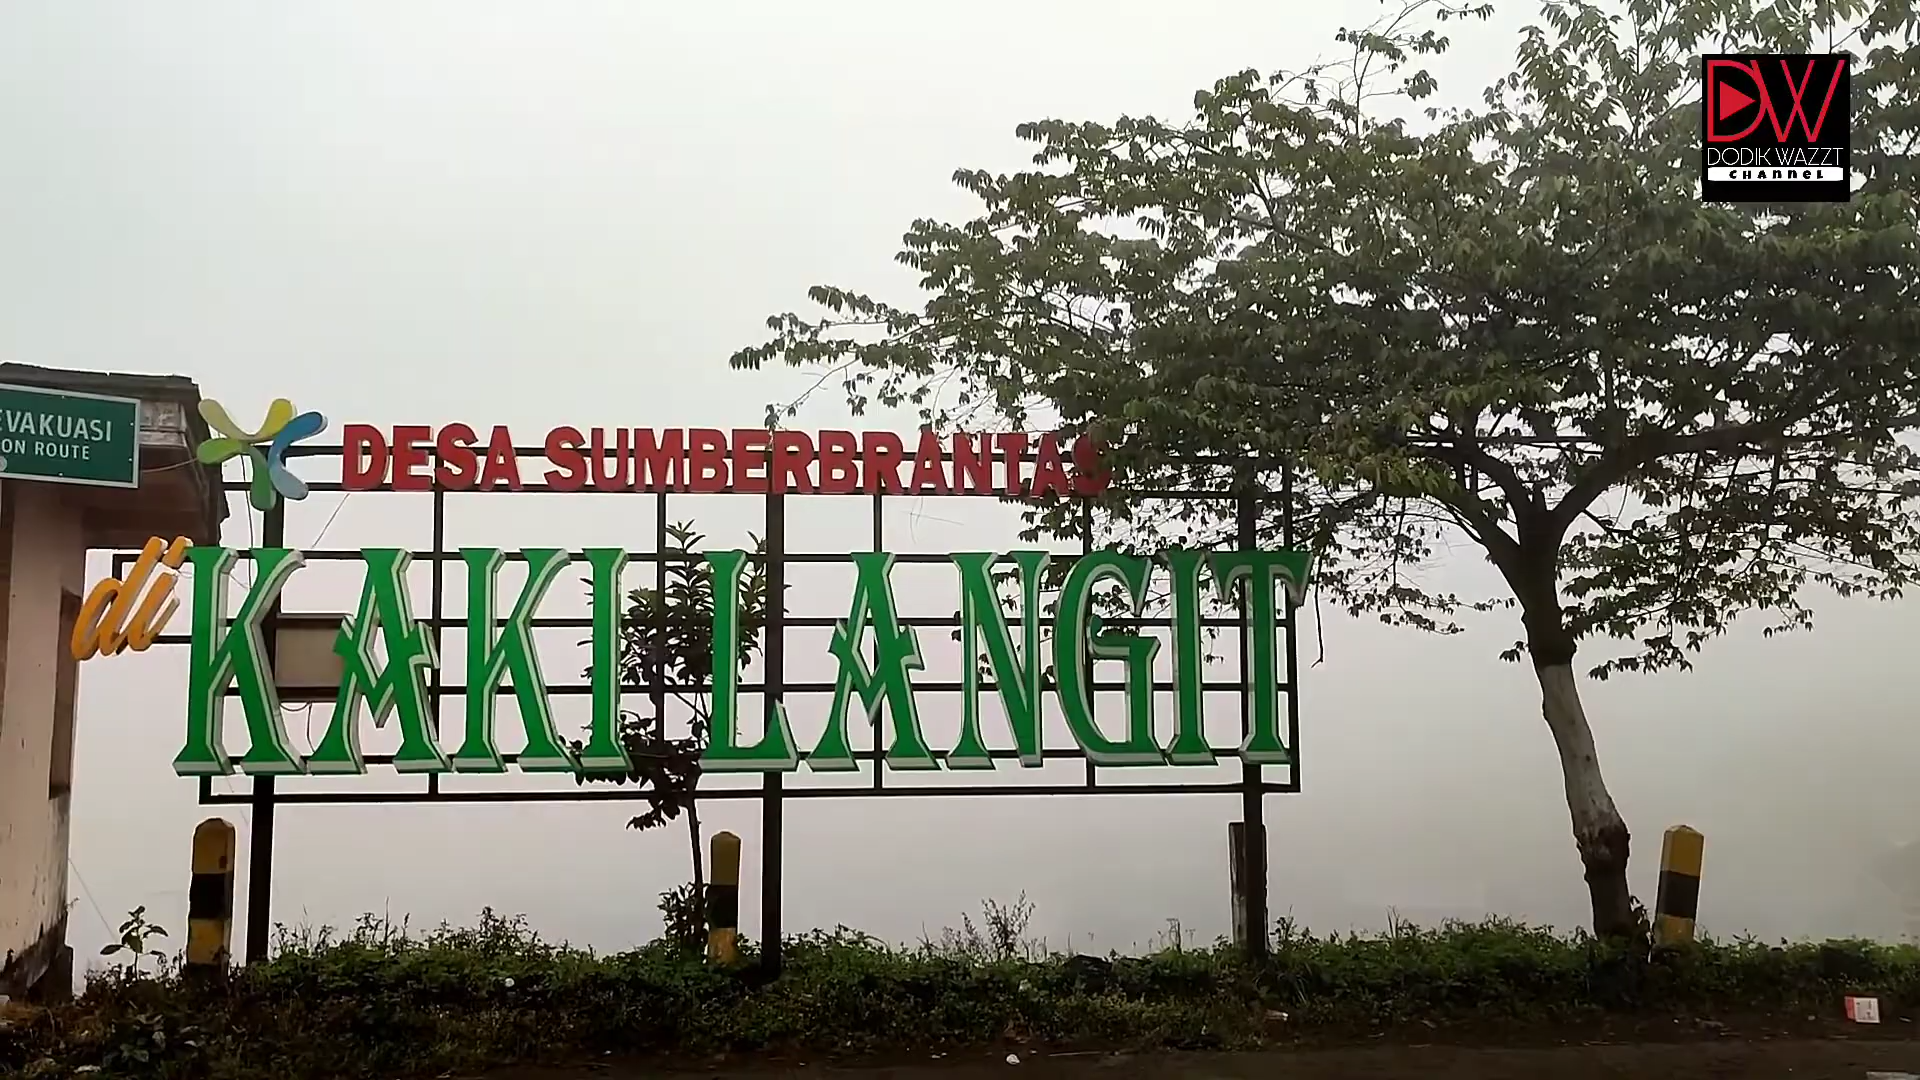 DW
DODIK WAZZT
CHANNEL
EVAKUASI
ON ROUTE
DESA SUMBERBRANTAS
di KAKI LANGIT